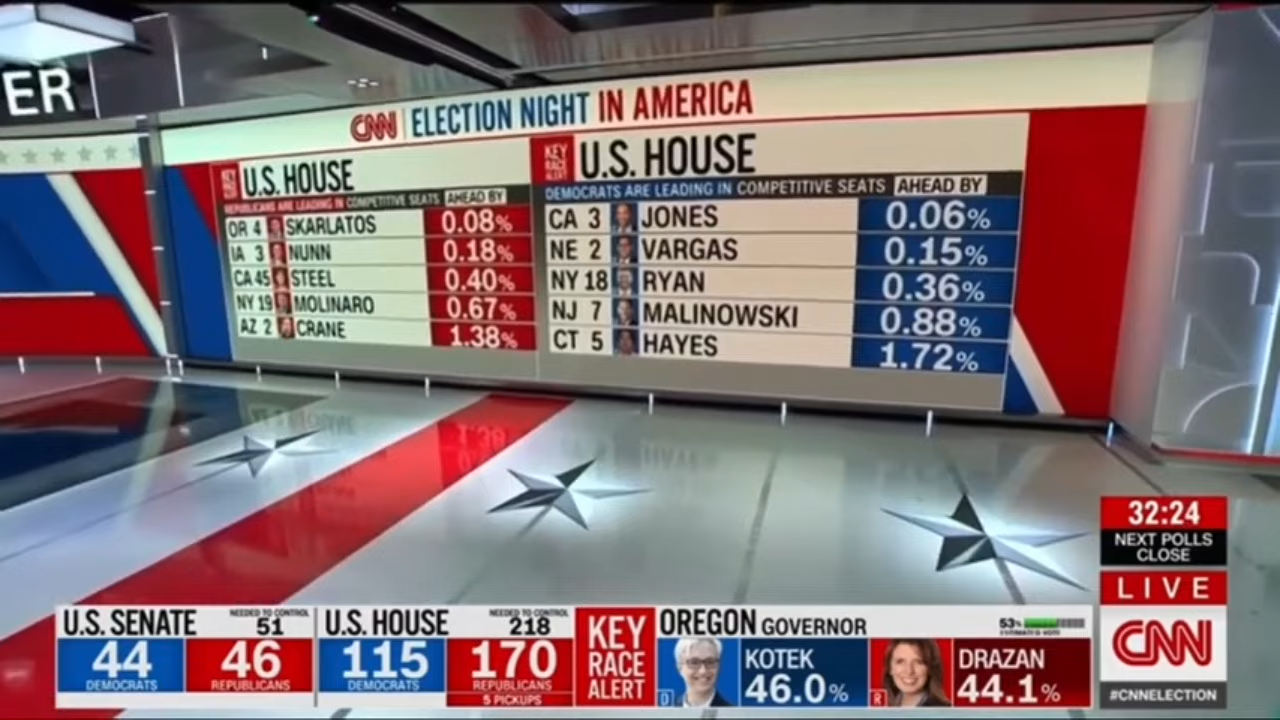 ER
CNN ELECTION NIGHT IN AMERICA
KEY RACE ALERT
U.S. HOUSE
REPUBLICANS ARE LEADING IN COMPETITIVE SEATS AHEAD BY
OR 4 SKARLATOS 0.08%
IA 3 NUNN 0.18%
CA 45 STEEL 0.40%
NY 19 MOLINARO 0.67%
AZ 2 CRANE 1.38%
KEY RACE ALERT
U.S. HOUSE
DEMOCRATS ARE LEADING IN COMPETITIVE SEATS AHEAD BY
CA 3 JONES 0.06%
NE 2 VARGAS 0.15%
NY 18 RYAN 0.36%
NJ 7 MALINOWSKI 0.88%
CT 5 HAYES 1.72%
32:24
NEXT POLLS
CLOSE
LIVE
CNN
#CNNELECTION
U.S. SENATE NEEDED TO CONTROL 51
44 DEMOCRATS
46 REPUBLICANS
U.S. HOUSE NEEDED TO CONTROL 218
115 DEMOCRATS
170 REPUBLICANS
5 PICKUPS
KEY
RACE
ALERT
OREGON GOVERNOR
53% ESTIMATED VOTE
D KOTEK 46.0%
R DRAZAN 44.1%